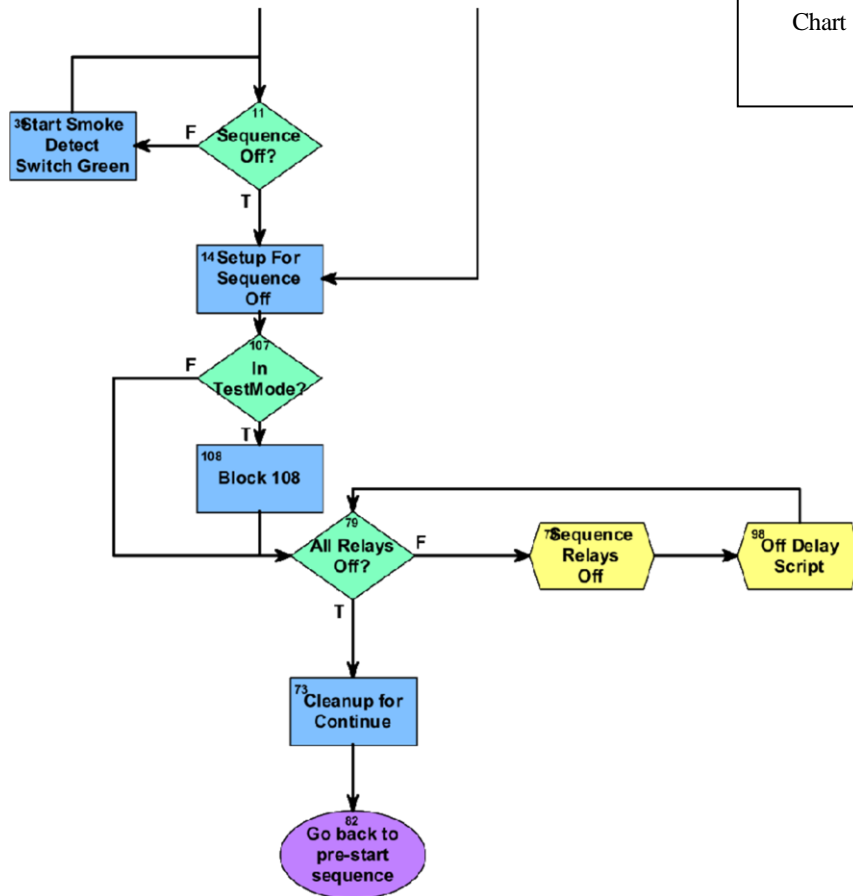 Chart
11
Sequence
Off?
F
T
Start Smoke
Detect
Switch Green
14
Setup For
Sequence
Off
107
In
TestMode?
F
T
108
Block 108
79
All Relays
Off?
F
T
Sequence
Relays
Off
98
Off Delay
Script
73
Cleanup for
Continue
82
Go back to
pre-start
sequence